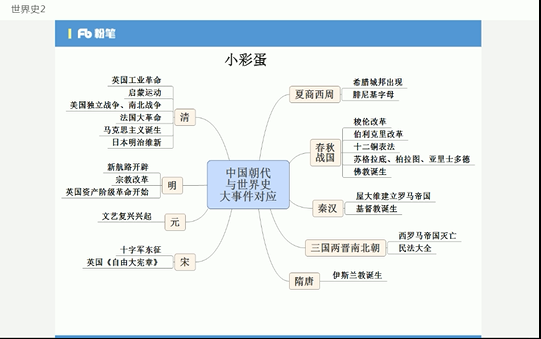 世界史2
粉笔
小彩蛋
英国工业革命
启蒙运动
美国独立战争、南北战争
法国大革命
马克思主义诞生
日本明治维新
清
新航路开辟
宗教改革
英国资产阶级革命开始
明
文艺复兴兴起
元
十字军东征
英国《自由大宪章》
宋
中国朝代
与世界史
大事件对应
夏商西周
希腊城邦出现
腓尼基字母
春秋
战国
梭伦改革
伯利克里改革
十二铜表法
苏格拉底、柏拉图、亚里士多德
佛教诞生
秦汉
屋大维建立罗马帝国
基督教诞生
三国两晋南北朝
西罗马帝国灭亡
民法大全
隋唐
伊斯兰教诞生